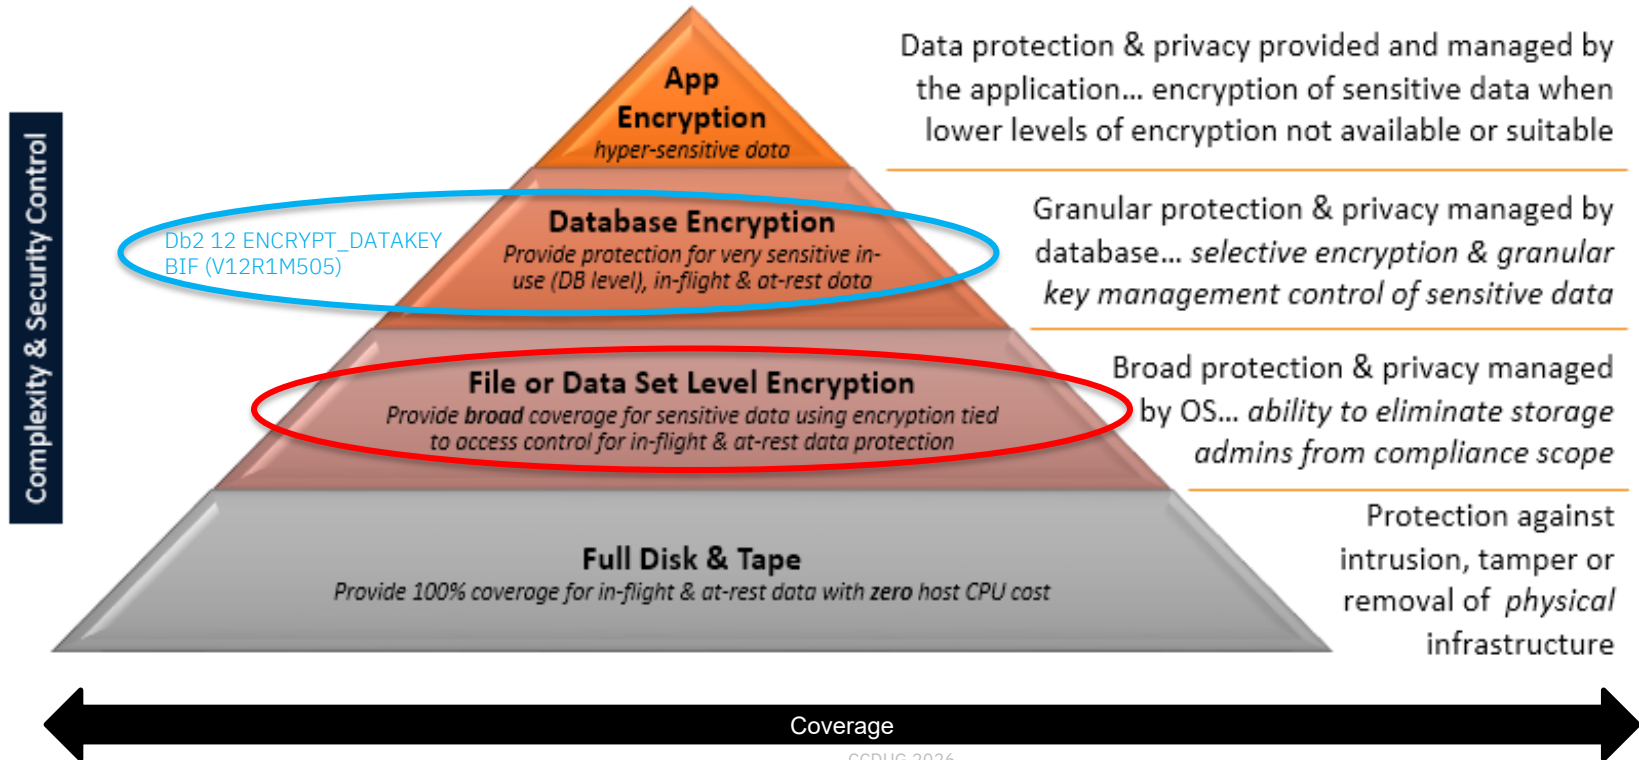 App
Encryption
hyper-sensitive data
Data protection & privacy provided and managed by
the application... encryption of sensitive data when
lower levels of encryption not available or suitable
Complexity & Security Control
Db2 12 ENCRYPT_DATAKEY
BIF (V12R1M505)
Database Encryption
Provide protection for very sensitive in-
use (DB level), in-flight & at-rest data
Granular protection & privacy managed by
database... selective encryption & granular
key management control of sensitive data
File or Data Set Level Encryption
Provide broad coverage for sensitive data using encryption tied
to access control for in-flight & at-rest data protection
Broad protection & privacy managed
by OS... ability to eliminate storage
admins from compliance scope
Full Disk & Tape
Provide 100% coverage for in-flight & at-rest data with zero host CPU cost
Protection against
intrusion, tamper or
removal of physical
infrastructure
Coverage
CCDUG 2026